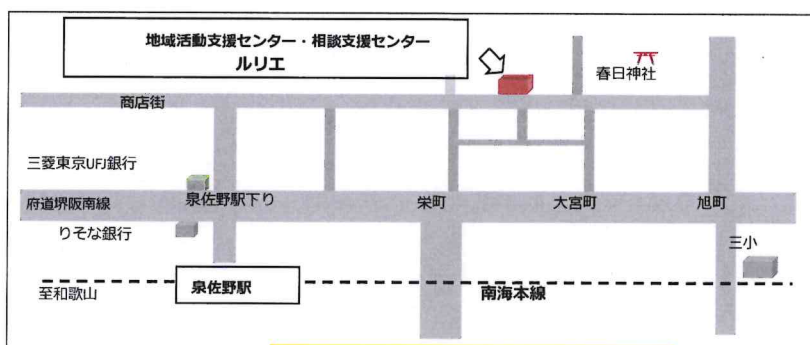 地域活動支援センター・相談支援センター
ルリエ
春日神社
商店街
三菱東京UFJ銀行
泉佐野駅下り
府道堺阪南線
栄町
大宮町
旭町
りそな銀行
三小
泉佐野駅
至和歌山
南海本線